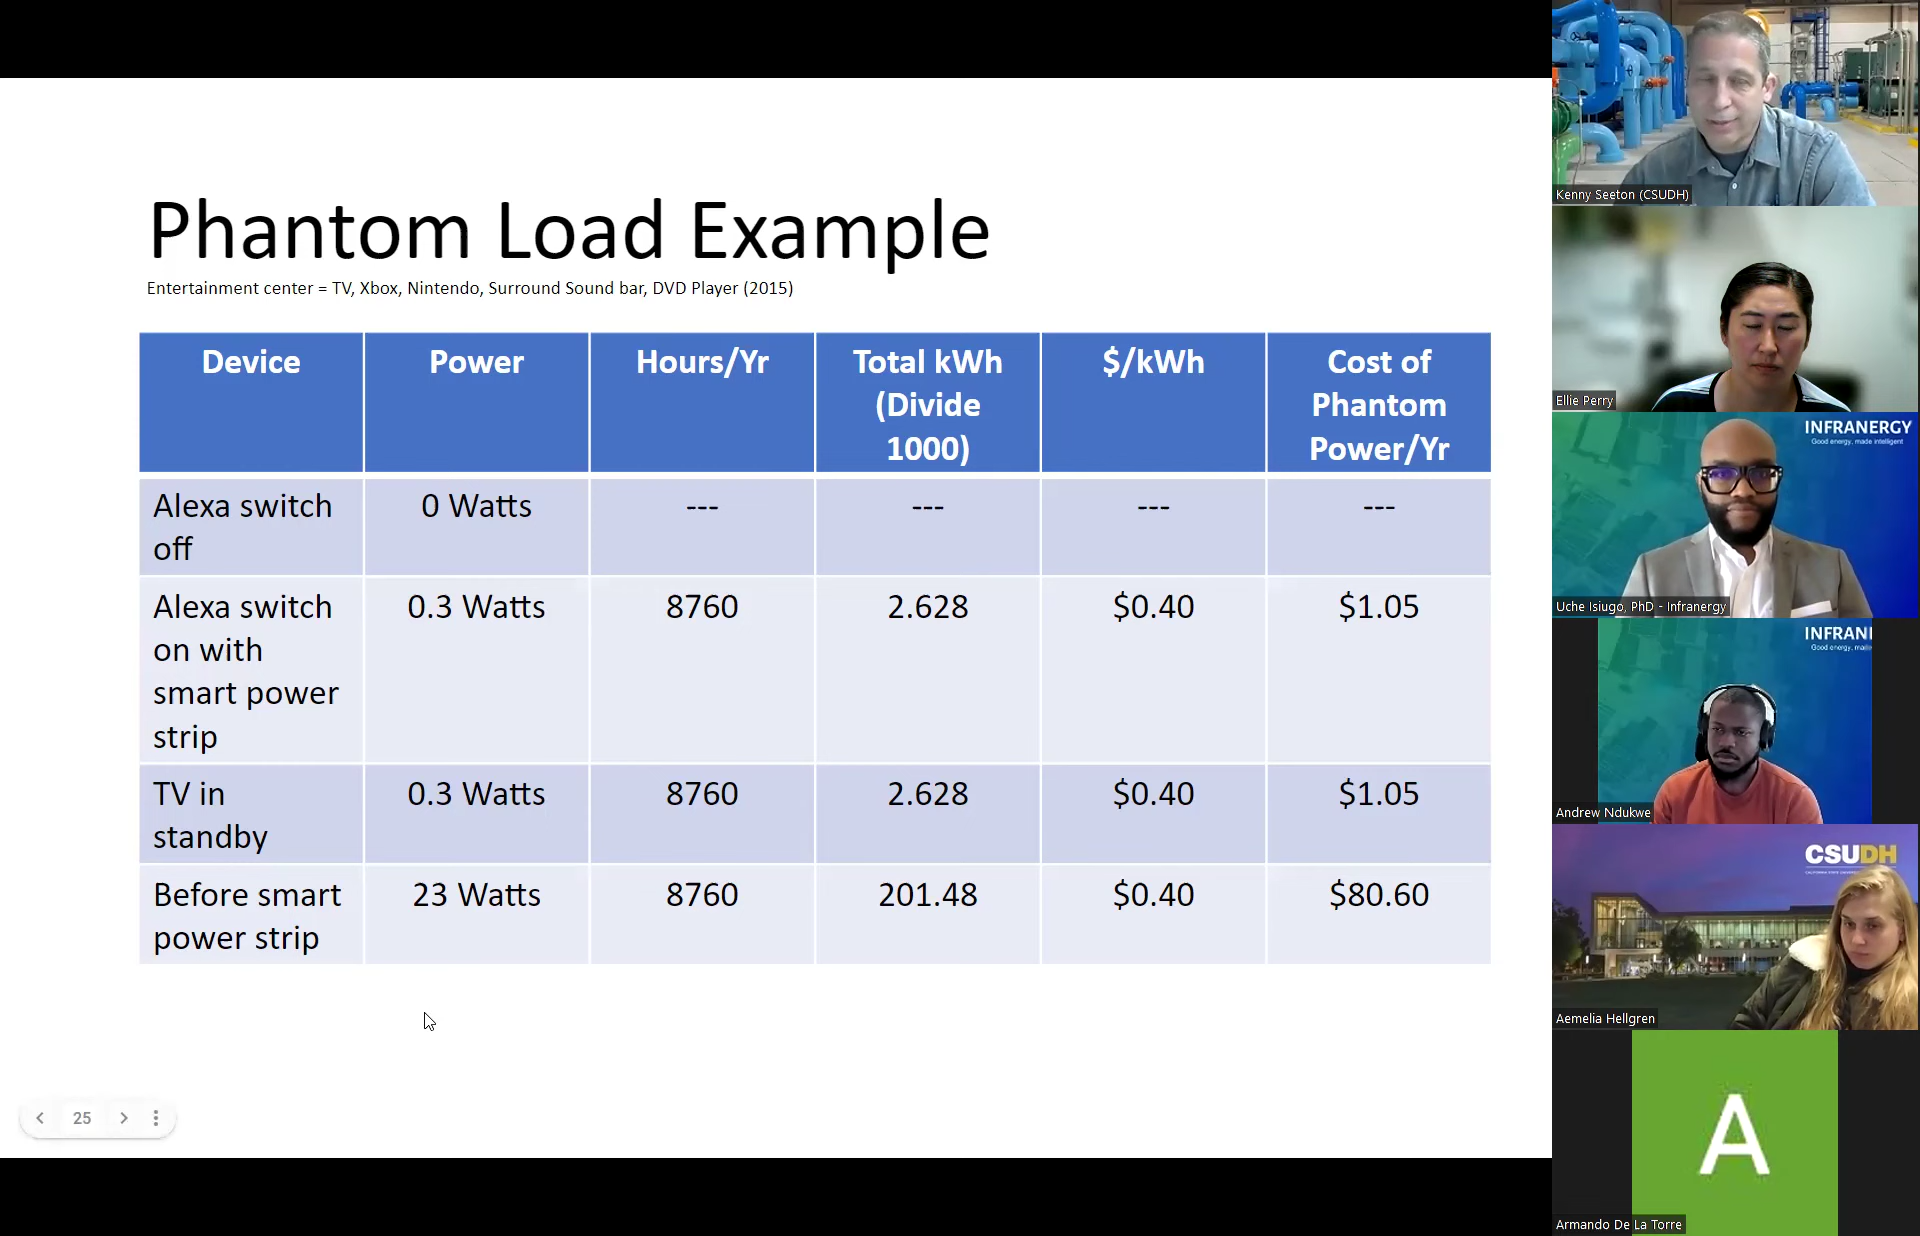 Phantom Load Example
Entertainment center = TV, Xbox, Nintendo, Surround Sound bar, DVD Player (2015)
Device
Power
Hours/Yr
Total kWh
(Divide
1000)
$/kWh
Cost of
Phantom
Power/Yr
Alexa switch
off
0 Watts
---
---
---
---
Alexa switch
on with
smart power
strip
0.3 Watts
8760
2.628
$0.40
$1.05
TV in
standby
0.3 Watts
8760
2.628
$0.40
$1.05
Before smart
power strip
23 Watts
8760
201.48
$0.40
$80.60
25
Kenny Seeton (CSUDH)
Ellie Perry
INFRANERGY
Good energy, made intelligent
Uche Isiugo, PhD - Infranergy
INFRAN
Good energy,
Andrew Ndukwe
CSUDH
Aemelia Hellgren
A
Armando De La Torre